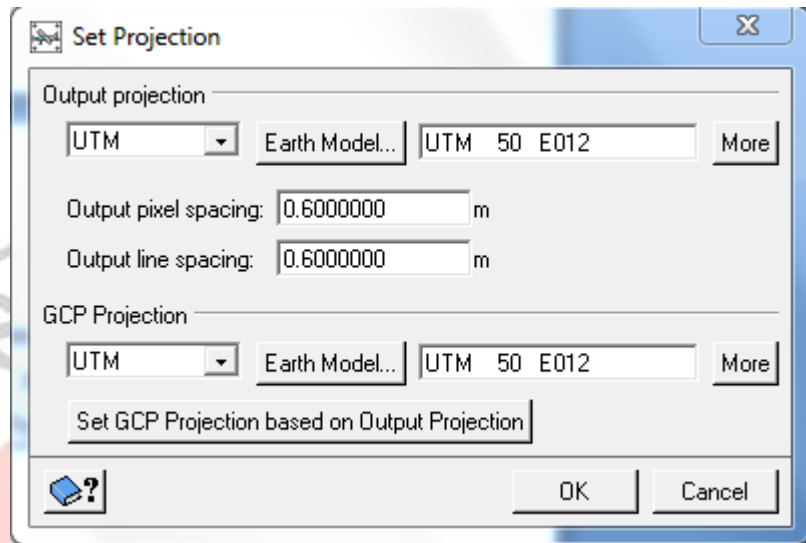 Set Projection
Output projection
UTM Earth Model... UTM 50 E012 More
Output pixel spacing: 0.6000000 m
Output line spacing: 0.6000000 m
GCP Projection
UTM Earth Model... UTM 50 E012 More
Set GCP Projection based on Output Projection
? OK Cancel